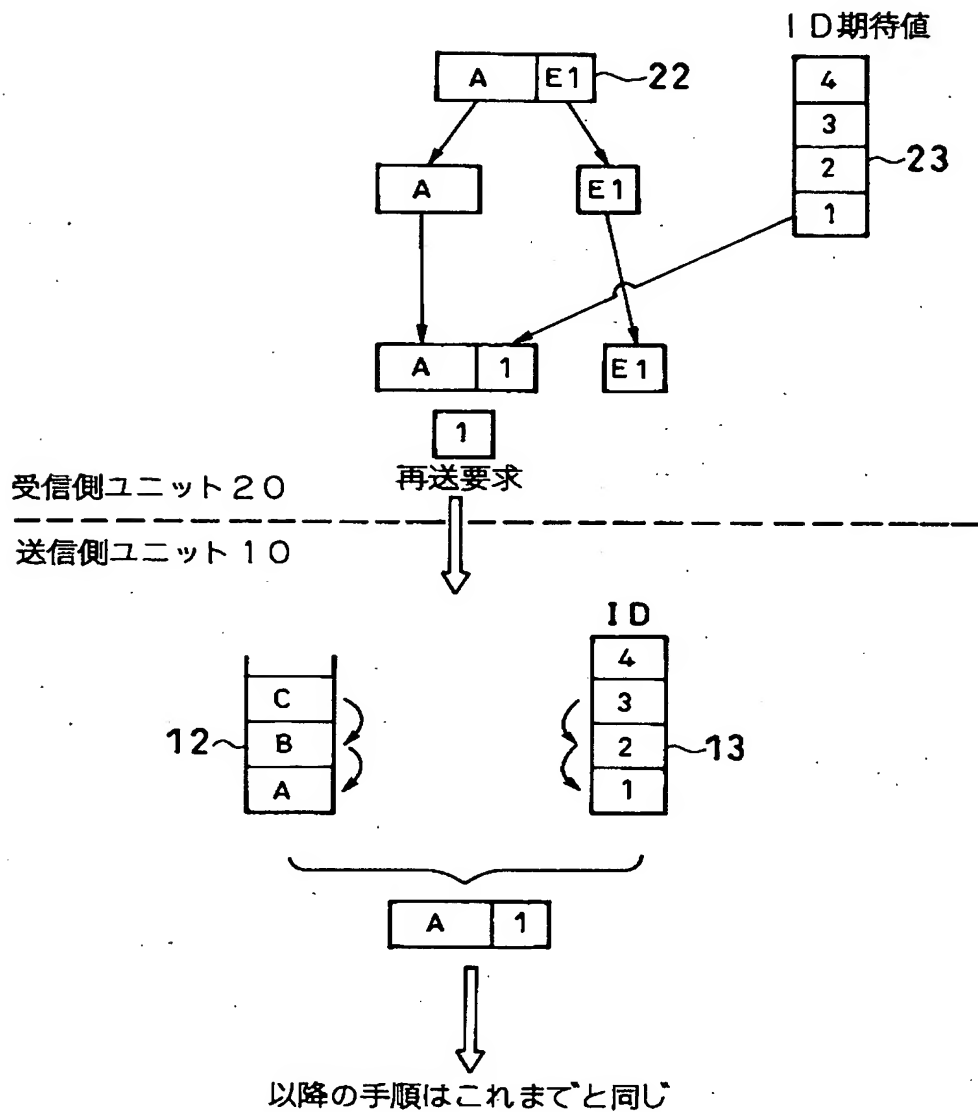 ID期待値
A E1 22
4
3
2 23
1
A E1
A 1 E1
1
再送要求
受信側ユニット20
送信側ユニット10
ID
4
C 3
12 B 2 13
A 1
A 1
以降の手順はこれまでと同じ